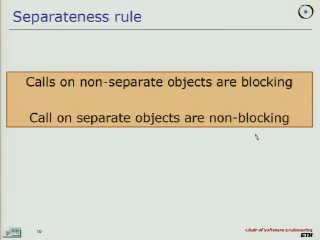 Separateness rule
Calls on non-separate objects are blocking
Call on separate objects are non-blocking
Chair of Software Engineering
ETH